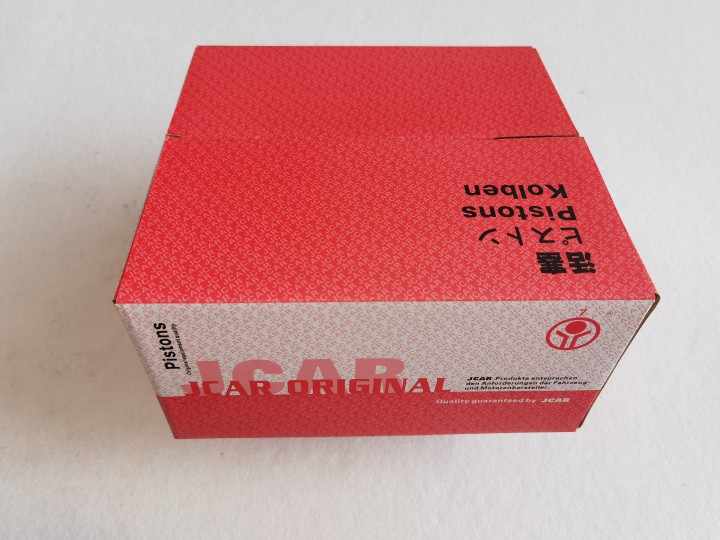 活塞
ピストン
Pistons
Kolben
Pistons
JCAR
JCAR ORIGINAL
JCAR Produkte entsprechen
den Anforderungen der Fahrzeug-
und Motorenhersteller.
Quality guaranteed by JCAR